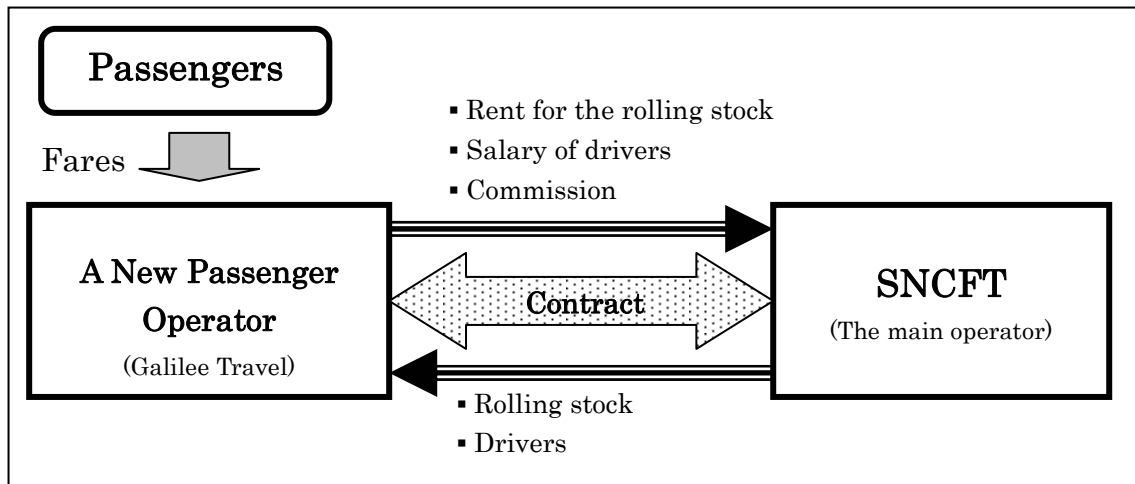 Passengers
Fares
▪ Rent for the rolling stock
▪ Salary of drivers
▪ Commission
A New Passenger
Operator
(Galilee Travel)
Contract
SNCFT
(The main operator)
▪ Rolling stock
▪ Drivers